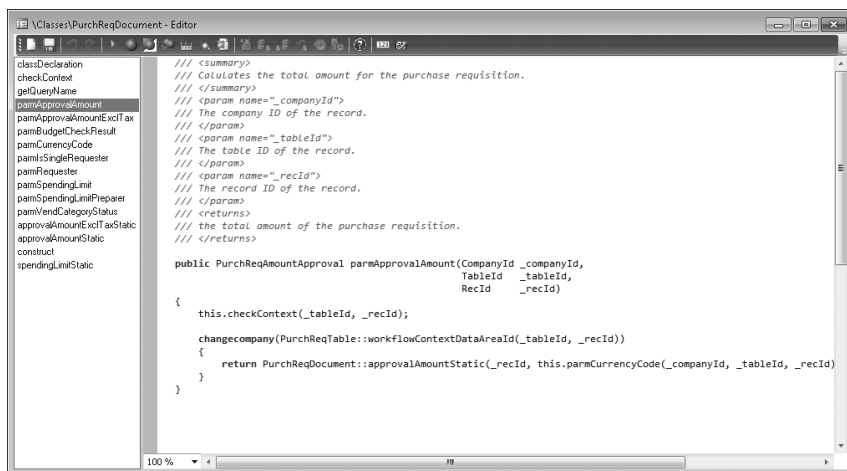 \Classes\PurchReqDocument - Editor
classDeclaration
checkContext
getQueryName
parmApprovalAmount
parmApprovalAmountExclTax
parmBudgetCheckResult
parmCurrencyCode
parmIsSingleRequester
parmRequester
parmSpendingLimit
parmSpendingLimitPreparer
parmVendCategoryStatus
approvalAmountExclTaxStatic
approvalAmountStatic
construct
spendingLimitStatic
/// <summary>
/// Calulates the total amount for the purchase requisition.
/// </summary>
/// <param name="_companyId">
/// The company ID of the record.
/// </param>
/// <param name="_tableId">
/// The table ID of the record.
/// </param>
/// <param name="_recId">
/// The record ID of the record.
/// </param>
/// <returns>
/// the total amount of the purchase requisition.
/// </returns>
public PurchReqAmountApproval parmApprovalAmount(CompanyId _companyId,
TableId _tableId,
RecId _recId)
{
this.checkContext(_tableId, _recId);
changecompany(PurchReqTable::workflowContextDataAreaId(_tableId, _recId))
{
return PurchReqDocument::approvalAmountStatic(_recId, this.parmCurrencyCode(_companyId, _tableId, _recId)
}
}
100 %